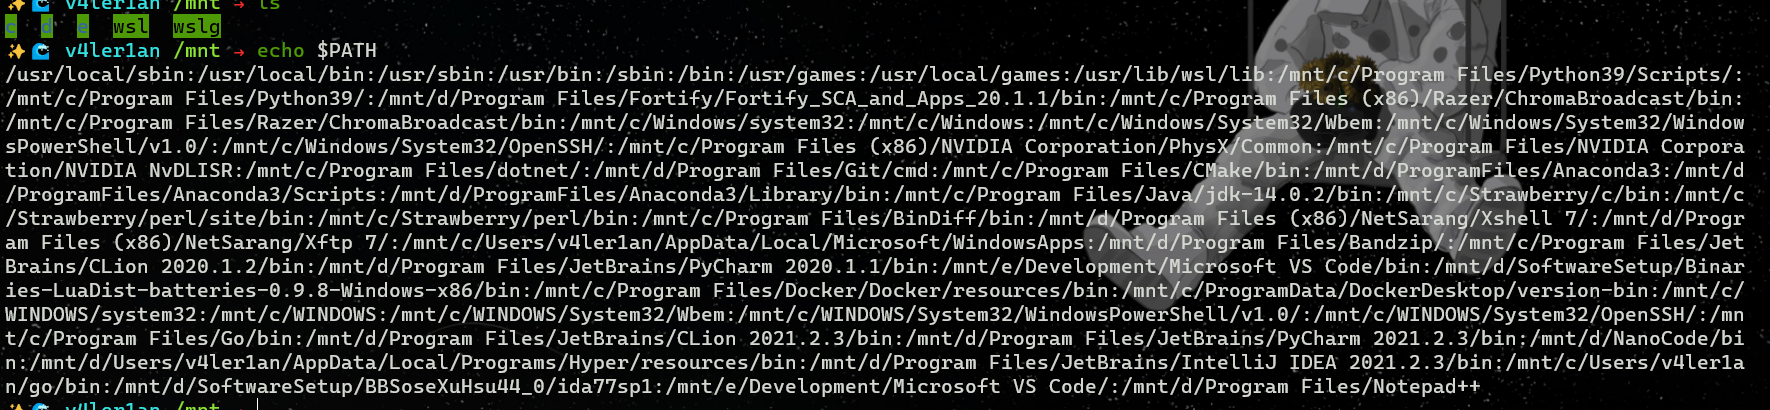 v4ler1an /mnt → ls
c d e wsl wslg
v4ler1an /mnt → echo $PATH
/usr/local/sbin:/usr/local/bin:/usr/sbin:/usr/bin:/sbin:/bin:/usr/games:/usr/local/games:/usr/lib/wsl/lib:/mnt/c/Program Files/Python39/Scripts/:
/mnt/c/Program Files/Python39/:/mnt/d/Program Files/Fortify/Fortify_SCA_and_Apps_20.1.1/bin:/mnt/c/Program Files (x86)/Razer/ChromaBroadcast/bin:
/mnt/c/Program Files/Razer/ChromaBroadcast/bin:/mnt/c/Windows/system32:/mnt/c/Windows:/mnt/c/Windows/System32/Wbem:/mnt/c/Windows/System32/Window
sPowerShell/v1.0/:/mnt/c/Windows/System32/OpenSSH/:/mnt/c/Program Files (x86)/NVIDIA Corporation/PhysX/Common:/mnt/c/Program Files/NVIDIA Corpora
tion/NVIDIA NvDLISR:/mnt/c/Program Files/dotnet/:/mnt/d/Program Files/Git/cmd:/mnt/c/Program Files/CMake/bin:/mnt/d/ProgramFiles/Anaconda3:/mnt/d
/ProgramFiles/Anaconda3/Scripts:/mnt/d/ProgramFiles/Anaconda3/Library/bin:/mnt/c/Program Files/Java/jdk-14.0.2/bin:/mnt/c/Strawberry/c/bin:/mnt/c
/Strawberry/perl/site/bin:/mnt/c/Strawberry/perl/bin:/mnt/c/Program Files/BinDiff/bin:/mnt/d/Program Files (x86)/NetSarang/Xshell 7/:/mnt/d/Progr
am Files (x86)/NetSarang/Xftp 7/:/mnt/c/Users/v4ler1an/AppData/Local/Microsoft/WindowsApps:/mnt/d/Program Files/Bandzip/:/mnt/c/Program Files/Jet
Brains/CLion 2020.1.2/bin:/mnt/d/Program Files/JetBrains/PyCharm 2020.1.1/bin:/mnt/e/Development/Microsoft VS Code/bin:/mnt/d/SoftwareSetup/Binar
ies-LuaDist-batteries-0.9.8-Windows-x86/bin:/mnt/c/Program Files/Docker/Docker/resources/bin:/mnt/c/ProgramData/DockerDesktop/version-bin:/mnt/c/
WINDOWS/system32:/mnt/c/WINDOWS:/mnt/c/WINDOWS/System32/Wbem:/mnt/c/WINDOWS/System32/WindowsPowerShell/v1.0/:/mnt/c/WINDOWS/System32/OpenSSH/:/mn
t/c/Program Files/Go/bin:/mnt/d/Program Files/JetBrains/CLion 2021.2.3/bin:/mnt/d/Program Files/JetBrains/PyCharm 2021.2.3/bin:/mnt/d/NanoCode/bi
n:/mnt/d/Users/v4ler1an/AppData/Local/Programs/Hyper/resources/bin:/mnt/d/Program Files/JetBrains/IntelliJ IDEA 2021.2.3/bin:/mnt/c/Users/v4ler1a
n/go/bin:/mnt/d/SoftwareSetup/BBSoseXuHsu44_0/ida77sp1:/mnt/e/Development/Microsoft VS Code/:/mnt/d/Program Files/Notepad++
v4ler1an /mnt